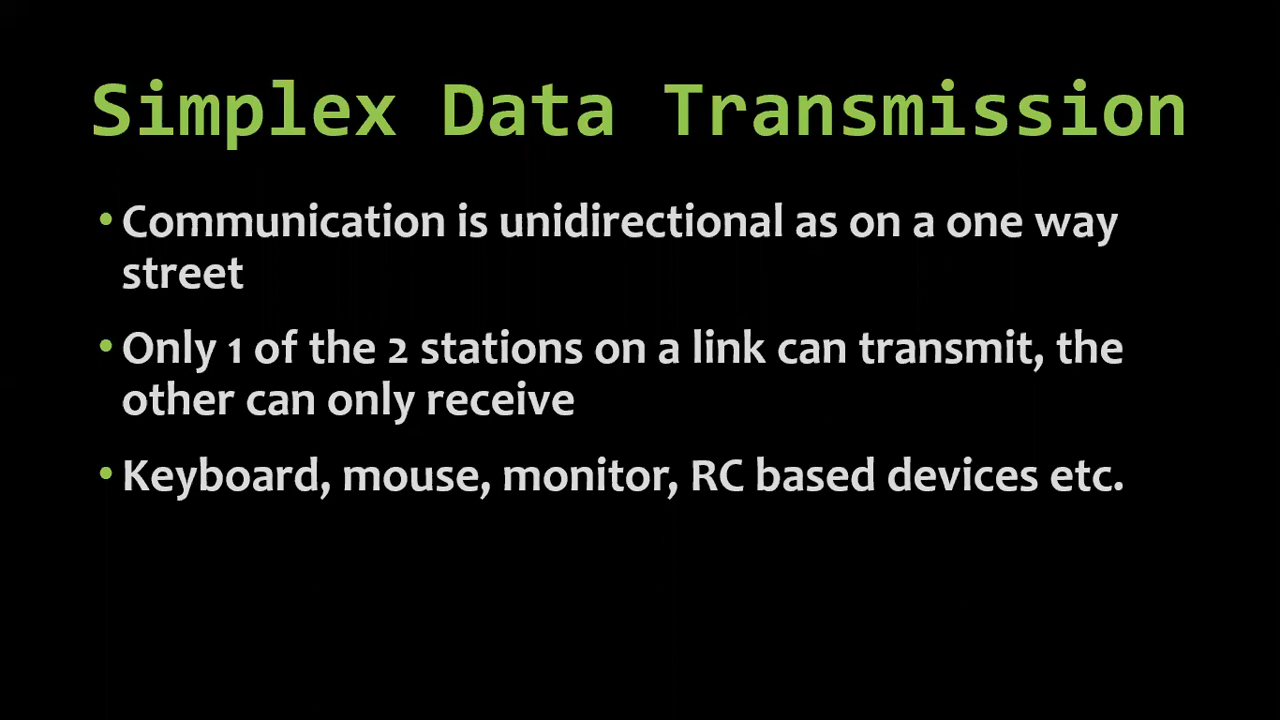 Simplex Data Transmission
•Communication is unidirectional as on a one way
street
•Only 1 of the 2 stations on a link can transmit, the
other can only receive
•Keyboard, mouse, monitor, RC based devices etc.